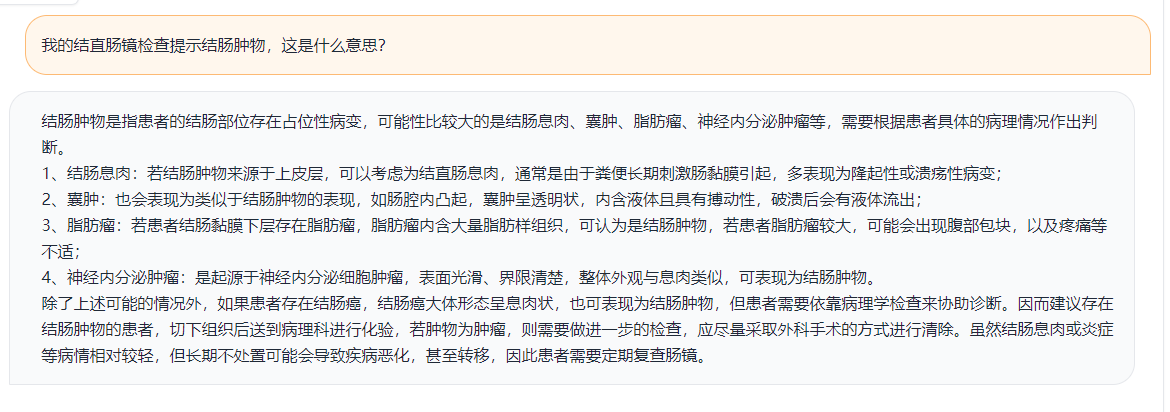 我的结直肠镜检查提示结肠肿物，这是什么意思？
结肠肿物是指患者的结肠部位存在占位性病变，可能性比较大的是结肠息肉、囊肿、脂肪瘤、神经内分泌肿瘤等，需要根据患者具体的病理情况作出判
断。
1、结肠息肉：若结肠肿物来源于上皮层，可以考虑为结直肠息肉，通常是由于粪便长期刺激肠黏膜引起，多表现为隆起性或溃疡性病变；
2、囊肿：也会表现为类似于结肠肿物的表现，如肠腔内凸起，囊肿呈透明状，内含液体且具有搏动性，破溃后会有液体流出；
3、脂肪瘤：若患者结肠黏膜下层存在脂肪瘤，脂肪瘤内含大量脂肪样组织，可认为是结肠肿物，若患者脂肪瘤较大，可能会出现腹部包块，以及疼痛等
不适；
4、神经内分泌肿瘤：是起源于神经内分泌细胞肿瘤，表面光滑、界限清楚，整体外观与息肉类似，可表现为结肠肿物。
除了上述可能的情况外，如果患者存在结肠癌，结肠癌大体形态呈息肉状，也可表现为结肠肿物，但患者需要依靠病理学检查来协助诊断。因而建议存在
结肠肿物的患者，切下组织后送到病理科进行化验，若肿物为肿瘤，则需要做进一步的检查，应尽量采取外科手术的方式进行清除。虽然结肠息肉或炎症
等病情相对较轻，但长期不处置可能会导致疾病恶化，甚至转移，因此患者需要定期复查肠镜。